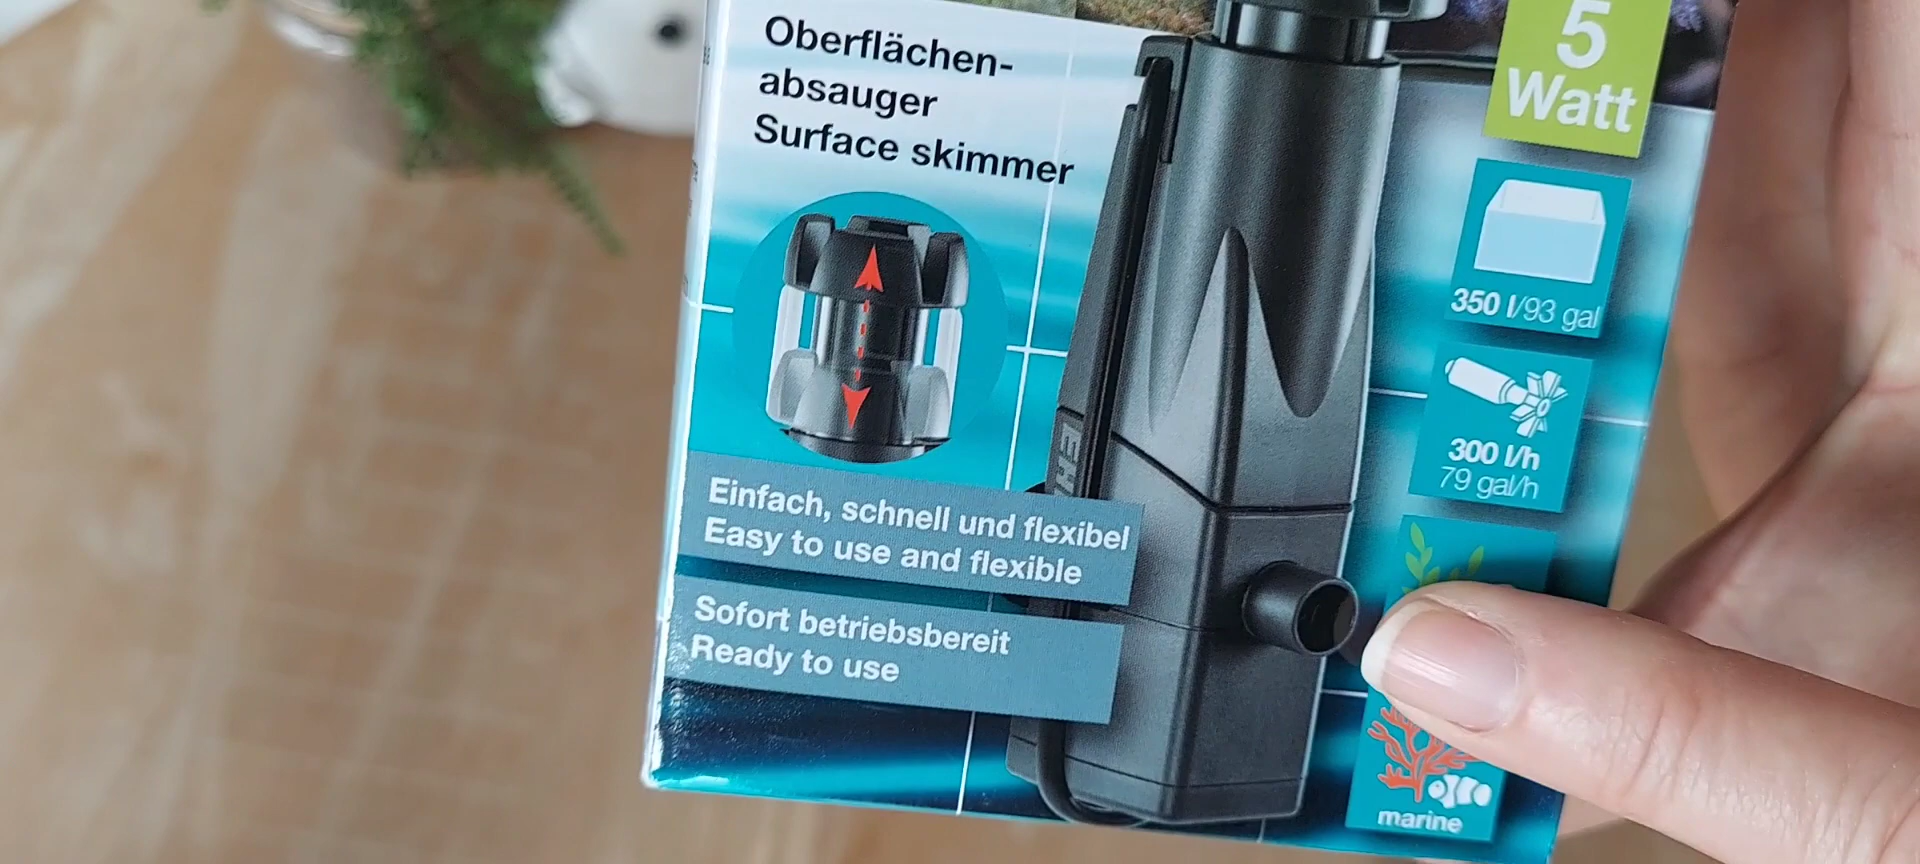 Oberflächen-
absauger
Surface skimmer
5
Watt
350 l/93 gal
300 l/h
79 gal/h
Einfach, schnell und flexibel
Easy to use and flexible
Sofort betriebsbereit
Ready to use
marine